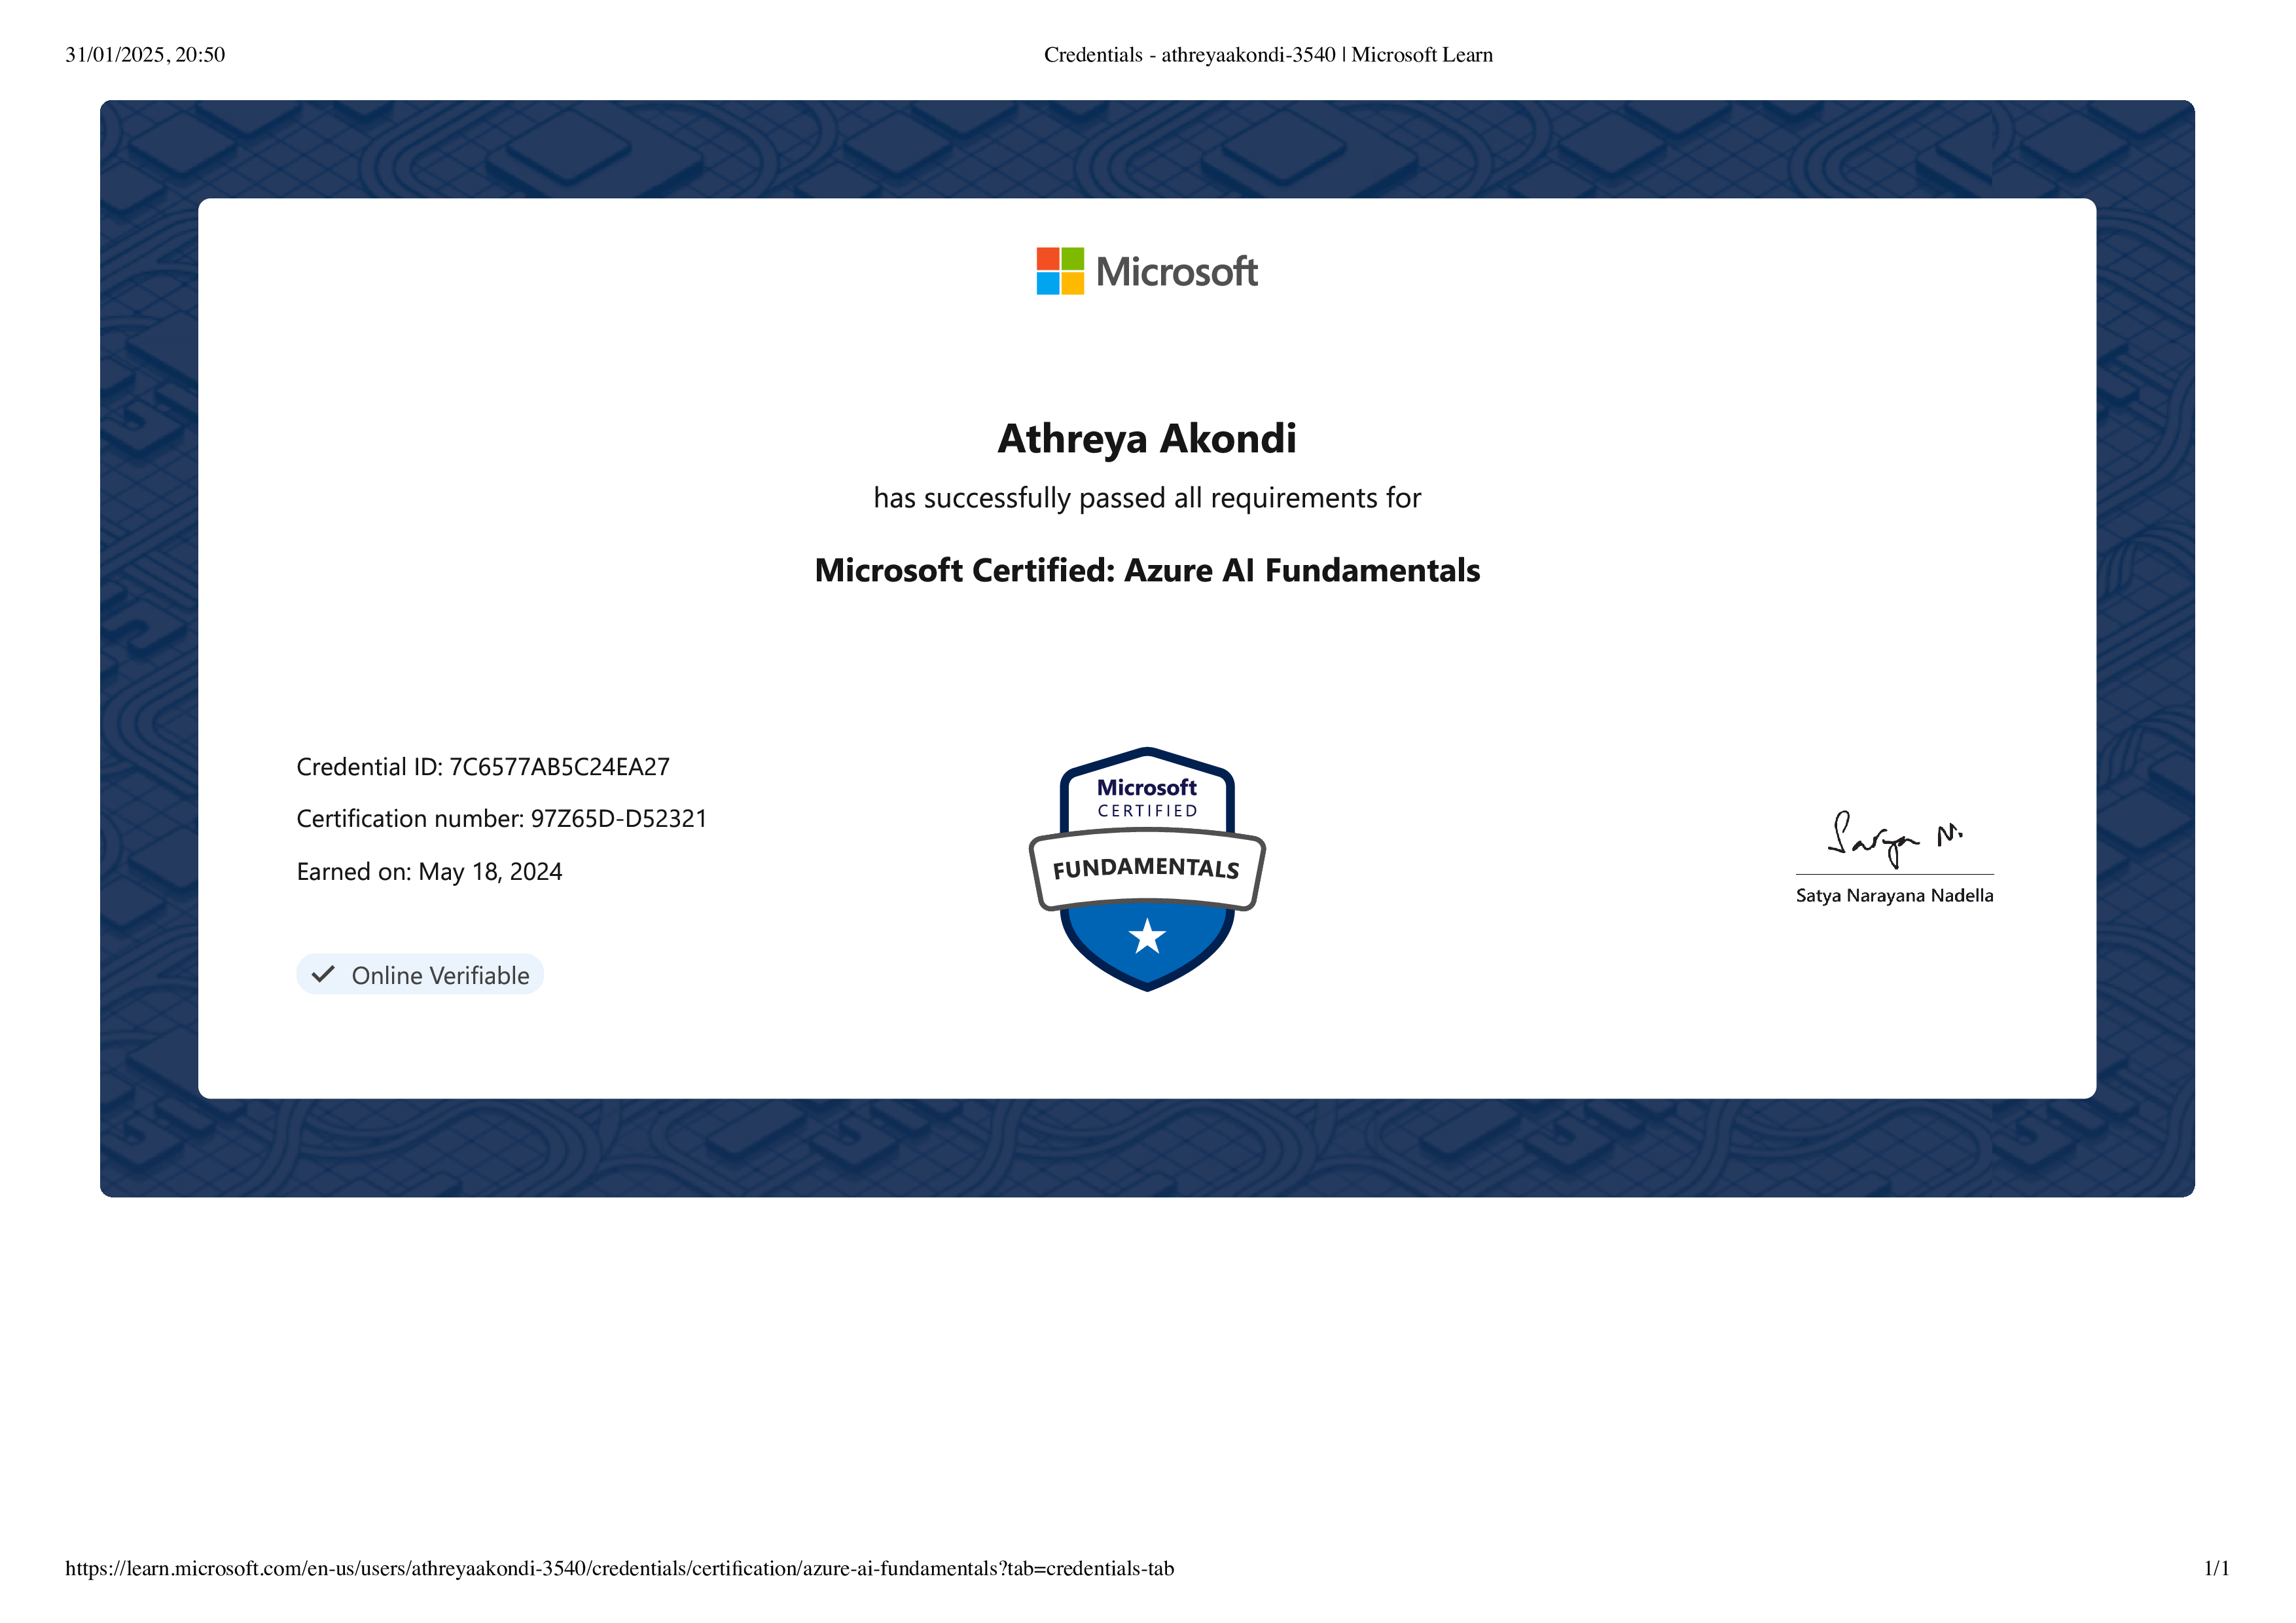 31/01/2025, 20:50
Credentials - athreyaakondi-3540 | Microsoft Learn
Microsoft
Athreya Akondi
has successfully passed all requirements for
Microsoft Certified: Azure AI Fundamentals
Credential ID: 7C6577AB5C24EA27
Certification number: 97Z65D-D52321
Earned on: May 18, 2024
Online Verifiable
Microsoft
CERTIFIED
FUNDAMENTALS
Satya N.
Satya Narayana Nadella
https://learn.microsoft.com/en-us/users/athreyaakondi-3540/credentials/certification/azure-ai-fundamentals?tab=credentials-tab
1/1